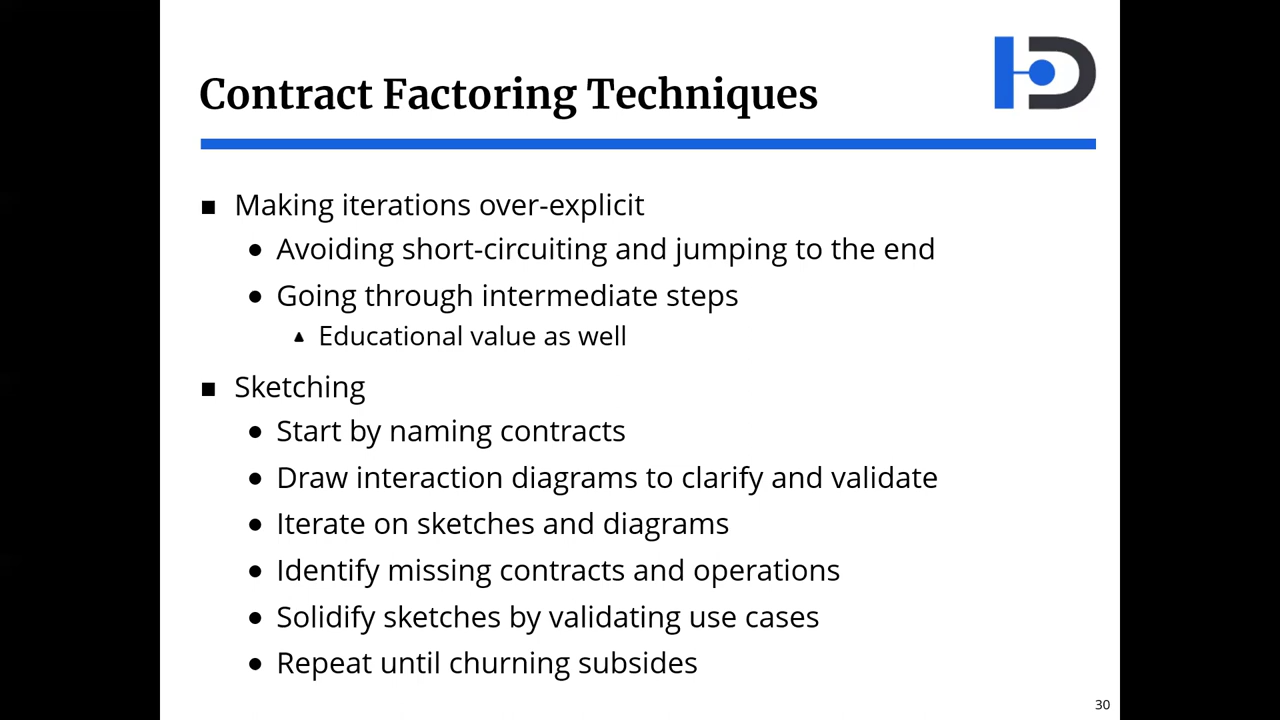 Contract Factoring Techniques
Making iterations over-explicit
Avoiding short-circuiting and jumping to the end
Going through intermediate steps
Educational value as well
Sketching
Start by naming contracts
Draw interaction diagrams to clarify and validate
Iterate on sketches and diagrams
Identify missing contracts and operations
Solidify sketches by validating use cases
Repeat until churning subsides
30